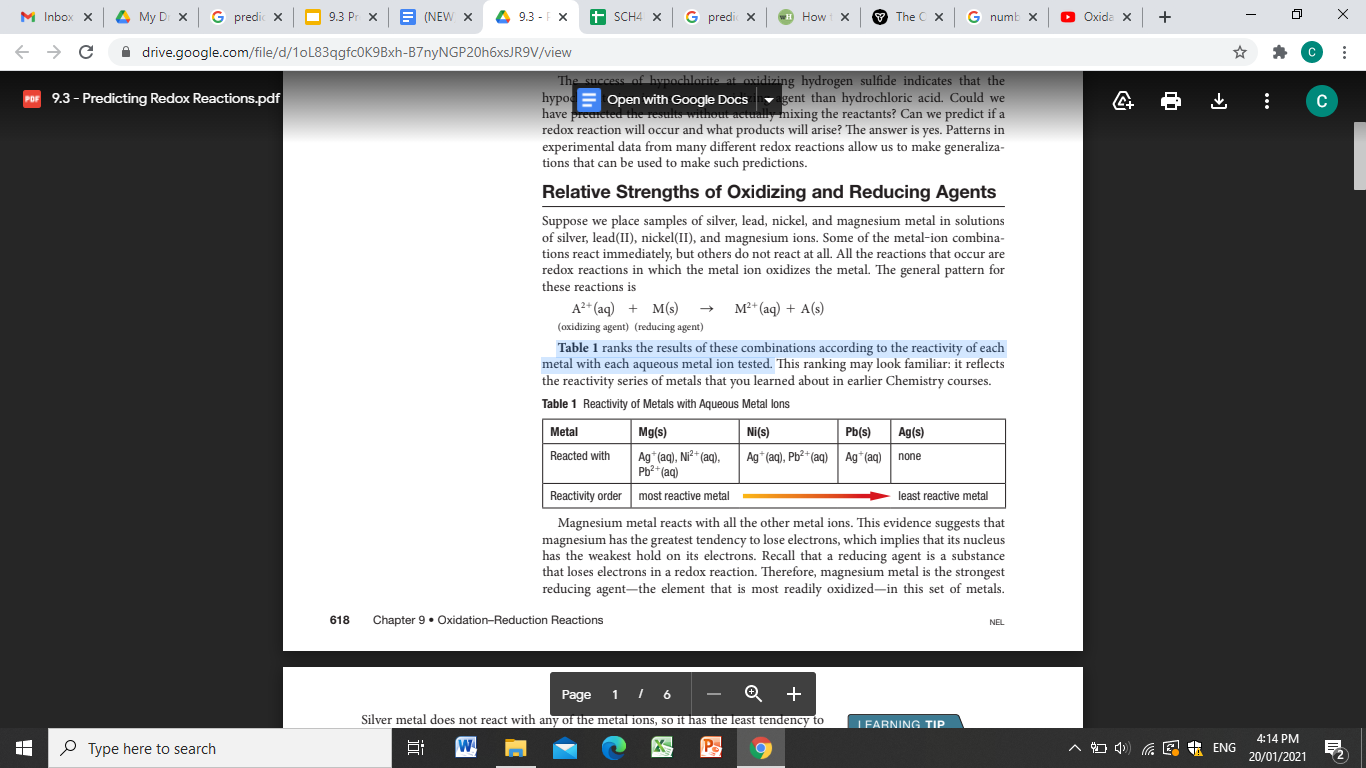 Inbox
My Dr
predic
9.3 Pr
(NEW
9.3 - P
SCH4
predic
How t
The C
numb
Oxida
drive.google.com/file/d/1oL83qgfc0K9Bxh-B7nyNGP20h6xsJR9V/view
C
PDF
9.3 - Predicting Redox Reactions.pdf
Open with Google Docs
C
The success of hypochlorite at oxidizing hydrogen sulfide indicates that the
agent than hydrochloric acid. Could we
have predicted the results without actually mixing the reactants? Can we predict if a
redox reaction will occur and what products will arise? The answer is yes. Patterns in
experimental data from many different redox reactions allow us to make generaliza-
tions that can be used to make such predictions.
Relative Strengths of Oxidizing and Reducing Agents
Suppose we place samples of silver, lead, nickel, and magnesium metal in solutions
of silver, lead(II), nickel(II), and magnesium ions. Some of the metal-ion combina-
tions react immediately, but others do not react at all. All the reactions that occur are
redox reactions in which the metal ion oxidizes the metal. The general pattern for
these reactions is
A²⁺(aq) + M(s) → M²⁺(aq) + A(s)
(oxidizing agent) (reducing agent)
Table 1 ranks the results of these combinations according to the reactivity of each
metal with each aqueous metal ion tested. This ranking may look familiar: it reflects
the reactivity series of metals that you learned about in earlier Chemistry courses.
Table 1 Reactivity of Metals with Aqueous Metal Ions
Metal Mg(s) Ni(s) Pb(s) Ag(s)
Reacted with Ag⁺(aq), Ni²⁺(aq), Ag⁺(aq), Pb²⁺(aq) Ag⁺(aq) none
Pb²⁺(aq)
Reactivity order most reactive metal least reactive metal
Magnesium metal reacts with all the other metal ions. This evidence suggests that
magnesium has the greatest tendency to lose electrons, which implies that its nucleus
has the weakest hold on its electrons. Recall that a reducing agent is a substance
that loses electrons in a redox reaction. Therefore, magnesium metal is the strongest
reducing agent—the element that is most readily oxidized—in this set of metals.
618 Chapter 9 • Oxidation–Reduction Reactions
NEL
Page 1 / 6
Silver metal does not react with any of the metal ions, so it has the least tendency to
LEARNING TIP
Type here to search
ENG
4:14 PM
20/01/2021
2